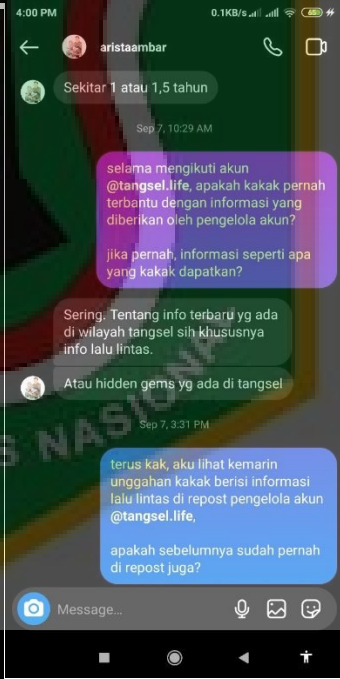 4:00 PM
0.1KB/s
68
aristaambar
Sekitar 1 atau 1,5 tahun
Sep 7, 10:29 AM
selama mengikuti akun
@tangsel.life, apakah kakak pernah
terbantu dengan informasi yang
diberikan oleh pengelola akun?
jika pernah, informasi seperti apa
yang kakak dapatkan?
Sering. Tentang info terbaru yg ada
di wilayah tangsel sih khususnya
info lalu lintas.
Atau hidden gems yg ada di tangsel
S NASIONAL
Sep 7, 3:31 PM
terus kak, aku lihat kemarin
unggahan kakak berisi informasi
lalu lintas di repost pengelola akun
@tangsel.life,
apakah sebelumnya sudah pernah
di repost juga?
Message...